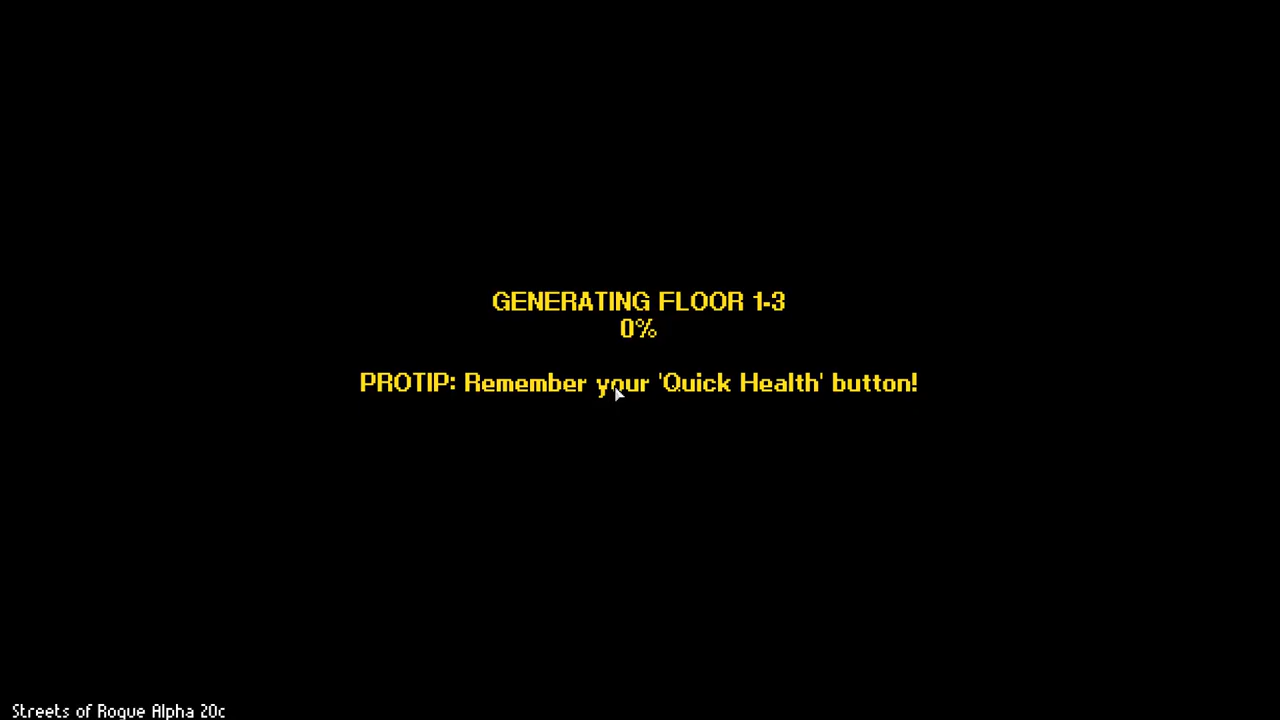 GENERATING FLOOR 1-3
0%
PROTIP: Remember your 'Quick Health' button!
Streets of Rogue Alpha 20c